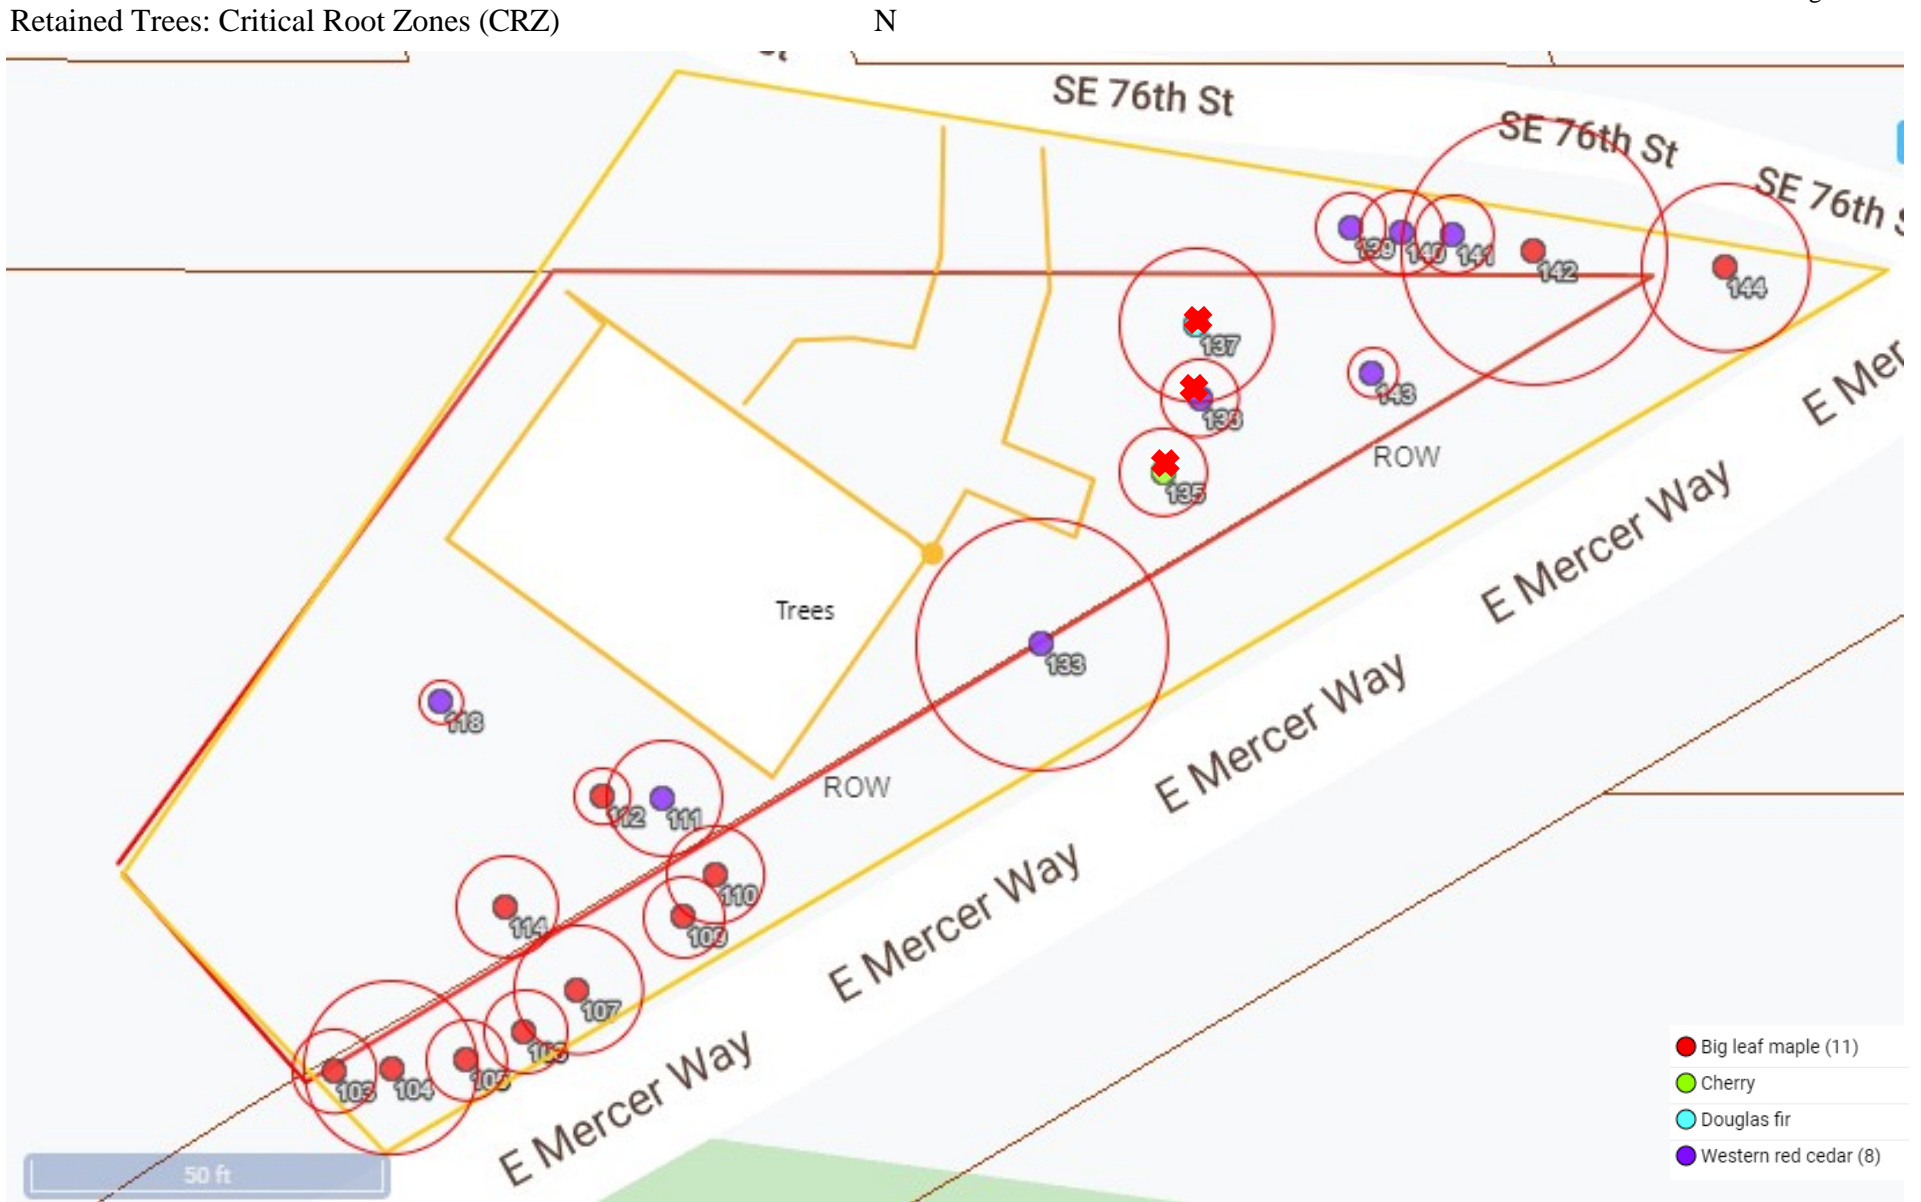 Retained Trees: Critical Root Zones (CRZ)
N
SE 76th St
SE 76th St
SE 76th S
139
140
141
142
144
137
138
143
135
E Mer
ROW
E Mercer Way
Trees
133
E Mercer Way
118
ROW
E Mercer Way
112
111
110
109
114
E Mercer Way
107
106
105
104
103
E Mercer Way
50 ft
Big leaf maple (11)
Cherry
Douglas fir
Western red cedar (8)